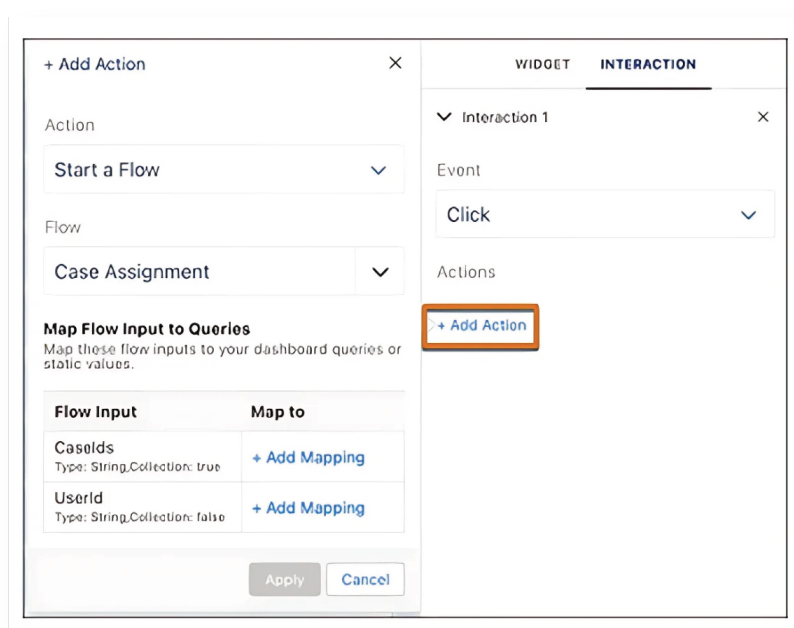 + Add Action
Action
Start a Flow
Flow
Case Assignment
Map Flow Input to Queries
Map these flow inputs to your dashboard queries or
static values.
Flow Input Map to
CaseIds
Type: String,Collection: true
+ Add Mapping
UserId
Type: String,Collection: false
+ Add Mapping
Apply Cancel
WIDGET INTERACTION
Interaction 1
Event
Click
Actions
+ Add Action